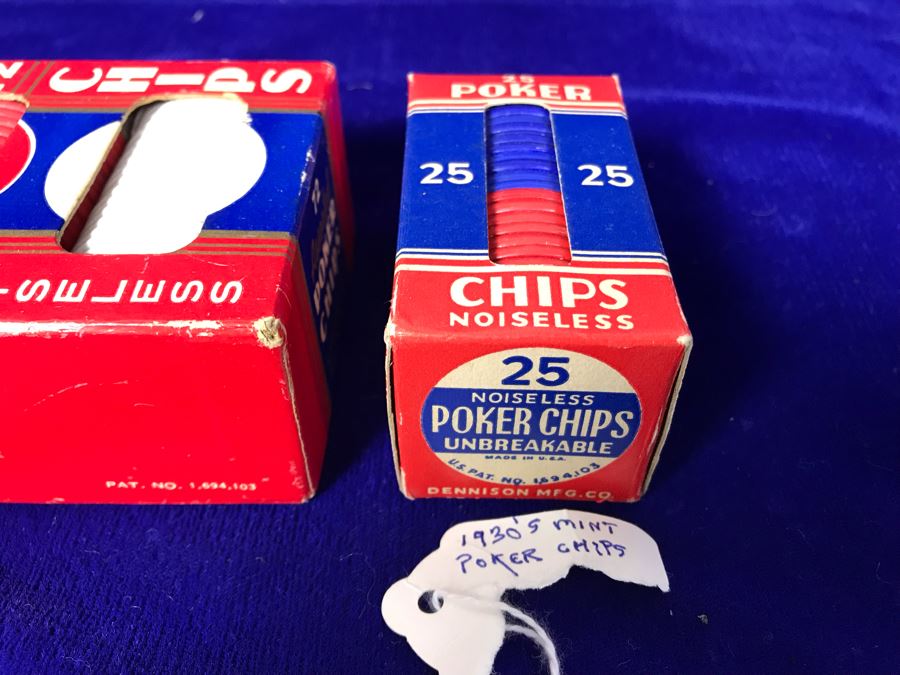 CHIPS
SELESS
PAT. NO. 1,694,103
25
POKER
25 25
CHIPS
NOISELESS
25
NOISELESS
POKER CHIPS
UNBREAKABLE
MADE IN U.S.A.
U.S. PAT. NO. 1,694,103
DENNISON MFG.CO.
1930'S MINT
POKER CHIPS